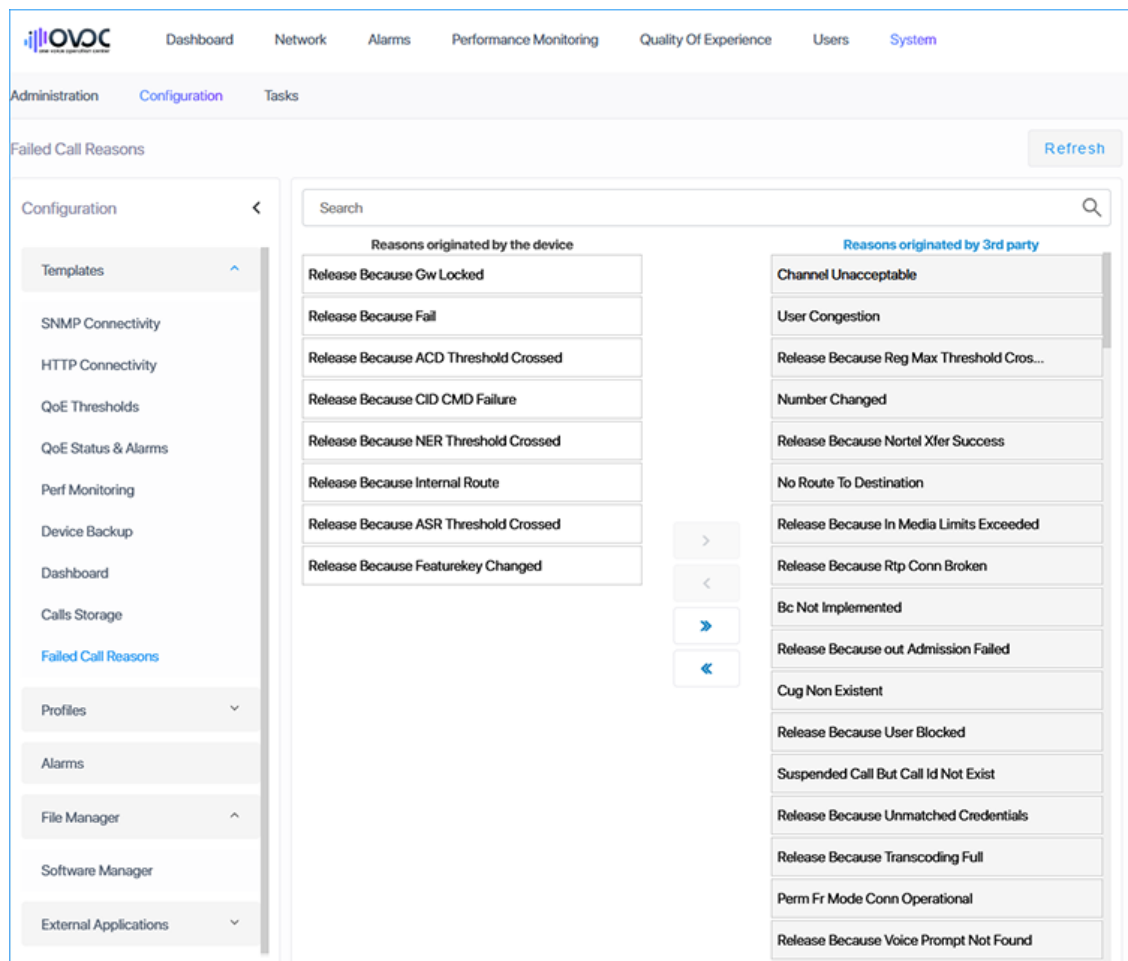 OVOC
one voice operation center
Dashboard Network Alarms Performance Monitoring Quality Of Experience Users System
Administration Configuration Tasks
Failed Call Reasons
Refresh
Configuration
Templates
SNMP Connectivity
HTTP Connectivity
QoE Thresholds
QoE Status & Alarms
Perf Monitoring
Device Backup
Dashboard
Calls Storage
Failed Call Reasons
Profiles
Alarms
File Manager
Software Manager
External Applications
Search
Reasons originated by the device
Release Because Gw Locked
Release Because Fail
Release Because ACD Threshold Crossed
Release Because CID CMD Failure
Release Because NER Threshold Crossed
Release Because Internal Route
Release Because ASR Threshold Crossed
Release Because Featurekey Changed
Reasons originated by 3rd party
Channel Unacceptable
User Congestion
Release Because Reg Max Threshold Cros...
Number Changed
Release Because Nortel Xfer Success
No Route To Destination
Release Because In Media Limits Exceeded
Release Because Rtp Conn Broken
Bc Not Implemented
Release Because out Admission Failed
Cug Non Existent
Release Because User Blocked
Suspended Call But Call Id Not Exist
Release Because Unmatched Credentials
Release Because Transcoding Full
Perm Fr Mode Conn Operational
Release Because Voice Prompt Not Found